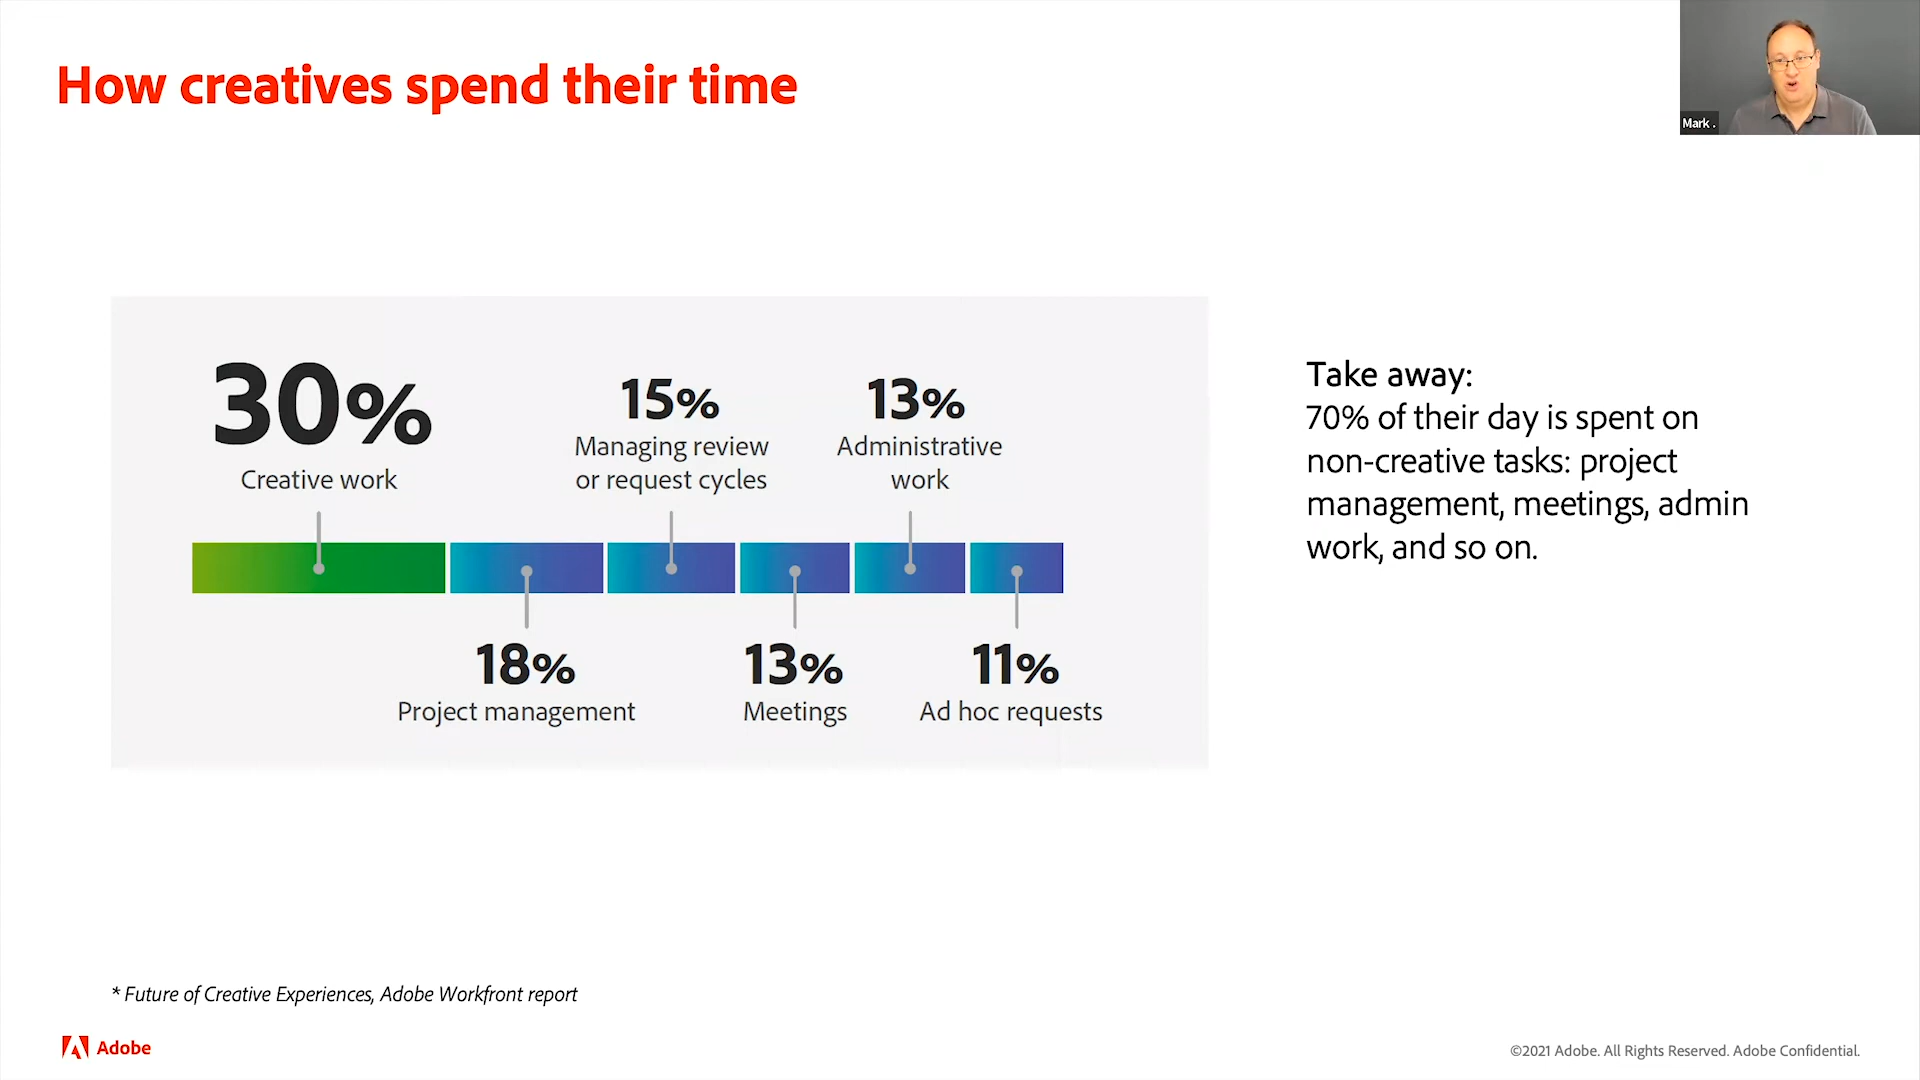 How creatives spend their time
Mark .
30%
Creative work
15%
Managing review
or request cycles
13%
Administrative
work
18%
Project management
13%
Meetings
11%
Ad hoc requests
Take away:
70% of their day is spent on
non-creative tasks: project
management, meetings, admin
work, and so on.
* Future of Creative Experiences, Adobe Workfront report
Adobe
©2021 Adobe. All Rights Reserved. Adobe Confidential.